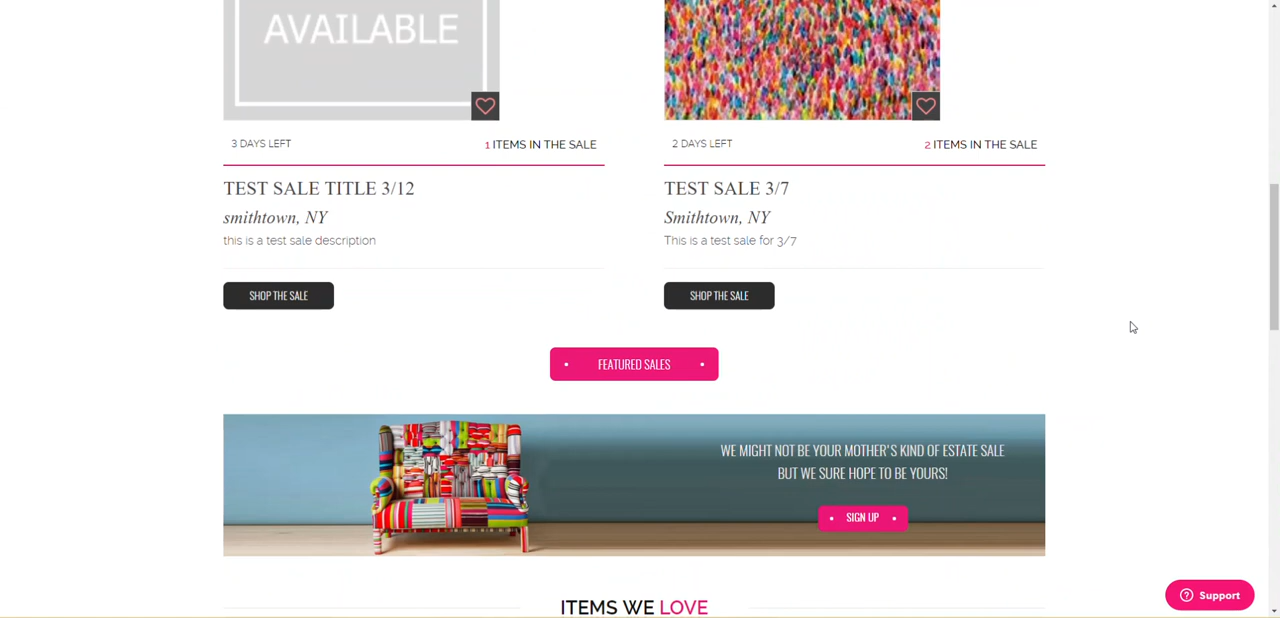 AVAILABLE
3 DAYS LEFT
1 ITEMS IN THE SALE
2 DAYS LEFT
2 ITEMS IN THE SALE
TEST SALE TITLE 3/12
TEST SALE 3/7
smithtown, NY
Smithtown, NY
this is a test sale description
This is a test sale for 3/7
SHOP THE SALE
SHOP THE SALE
• FEATURED SALES •
WE MIGHT NOT BE YOUR MOTHER'S KIND OF ESTATE SALE
BUT WE SURE HOPE TO BE YOURS!
• SIGN UP •
Support
ITEMS WE LOVE